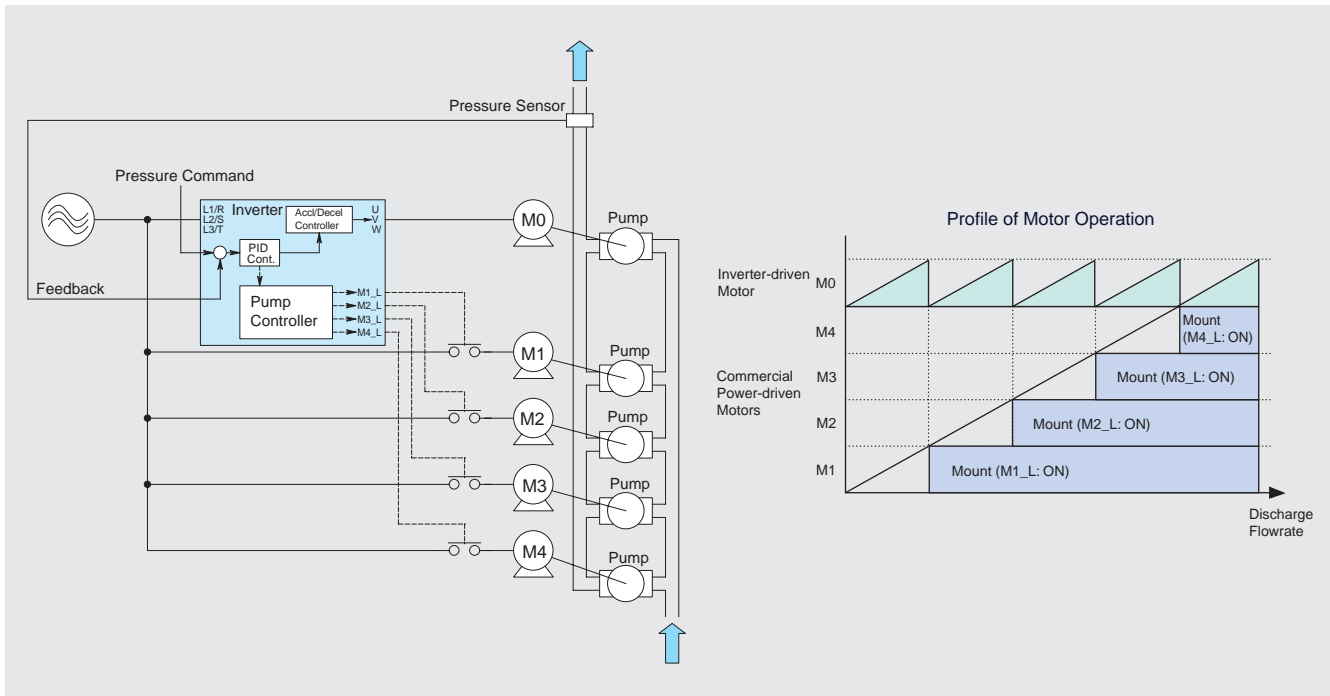 Pressure Sensor
Pressure Command
L1/R
L2/S
L3/T
Inverter
Accl/Decel
Controller
U
V
W
M0
Pump
PID
Cont.
Feedback
Pump
Controller
M1_L
M2_L
M3_L
M4_L
M1
Pump
M2
Pump
M3
Pump
M4
Pump
Profile of Motor Operation
Inverter-driven
Motor
M0
M4
Mount
(M4_L: ON)
Commercial
Power-driven
Motors
M3
Mount (M3_L: ON)
M2
Mount (M2_L: ON)
M1
Mount (M1_L: ON)
Discharge
Flowrate